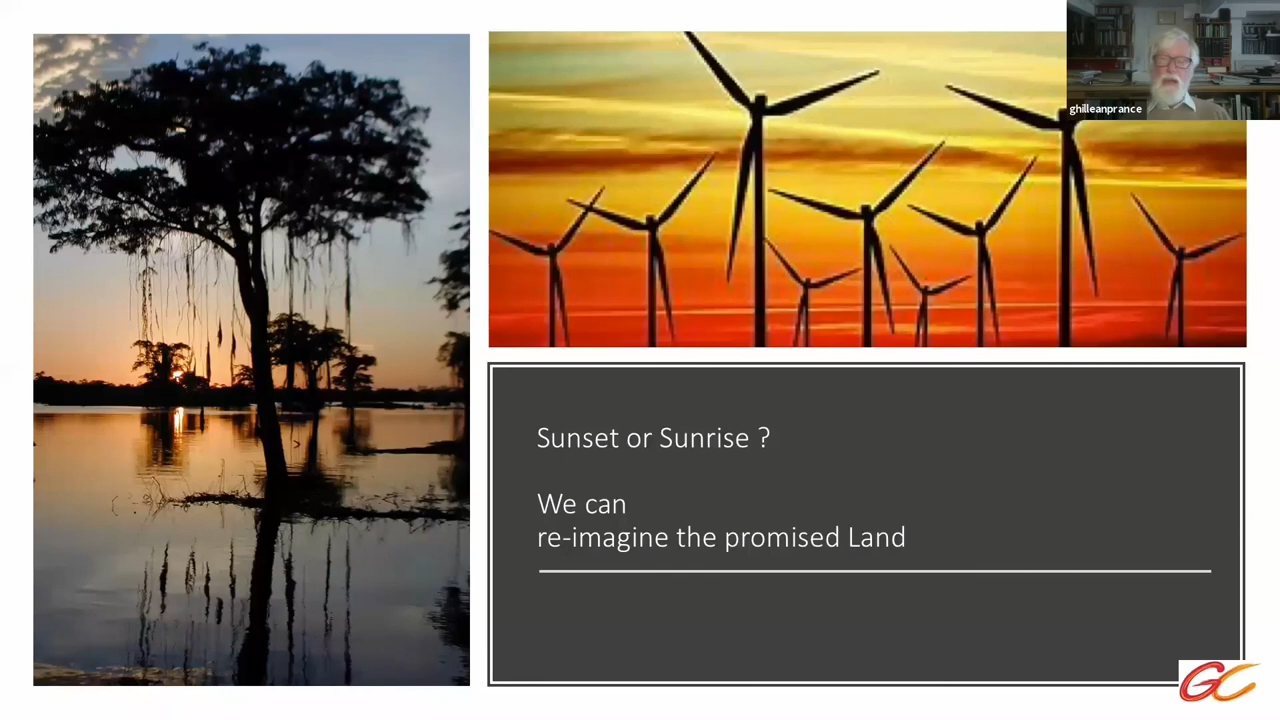 ghilleanprance
Sunset or Sunrise ?
We can
re-imagine the promised Land
GC